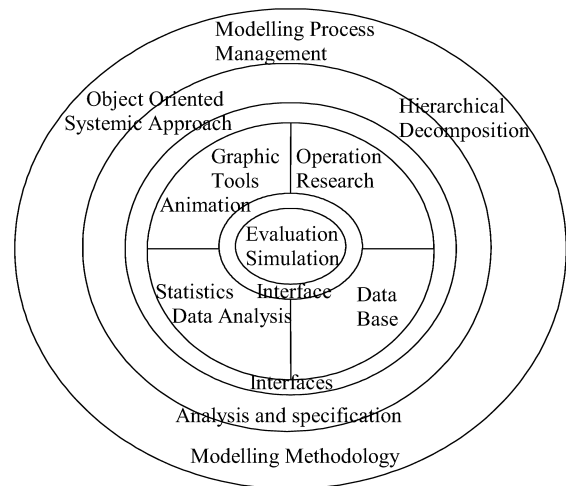 Modelling Process
Management
Object Oriented
Systemic Approach
Hierarchical
Decomposition
Graphic
Tools
Animation
Operation
Research
Evaluation
Simulation
Interface
Statistics
Data Analysis
Data
Base
Interfaces
Analysis and specification
Modelling Methodology